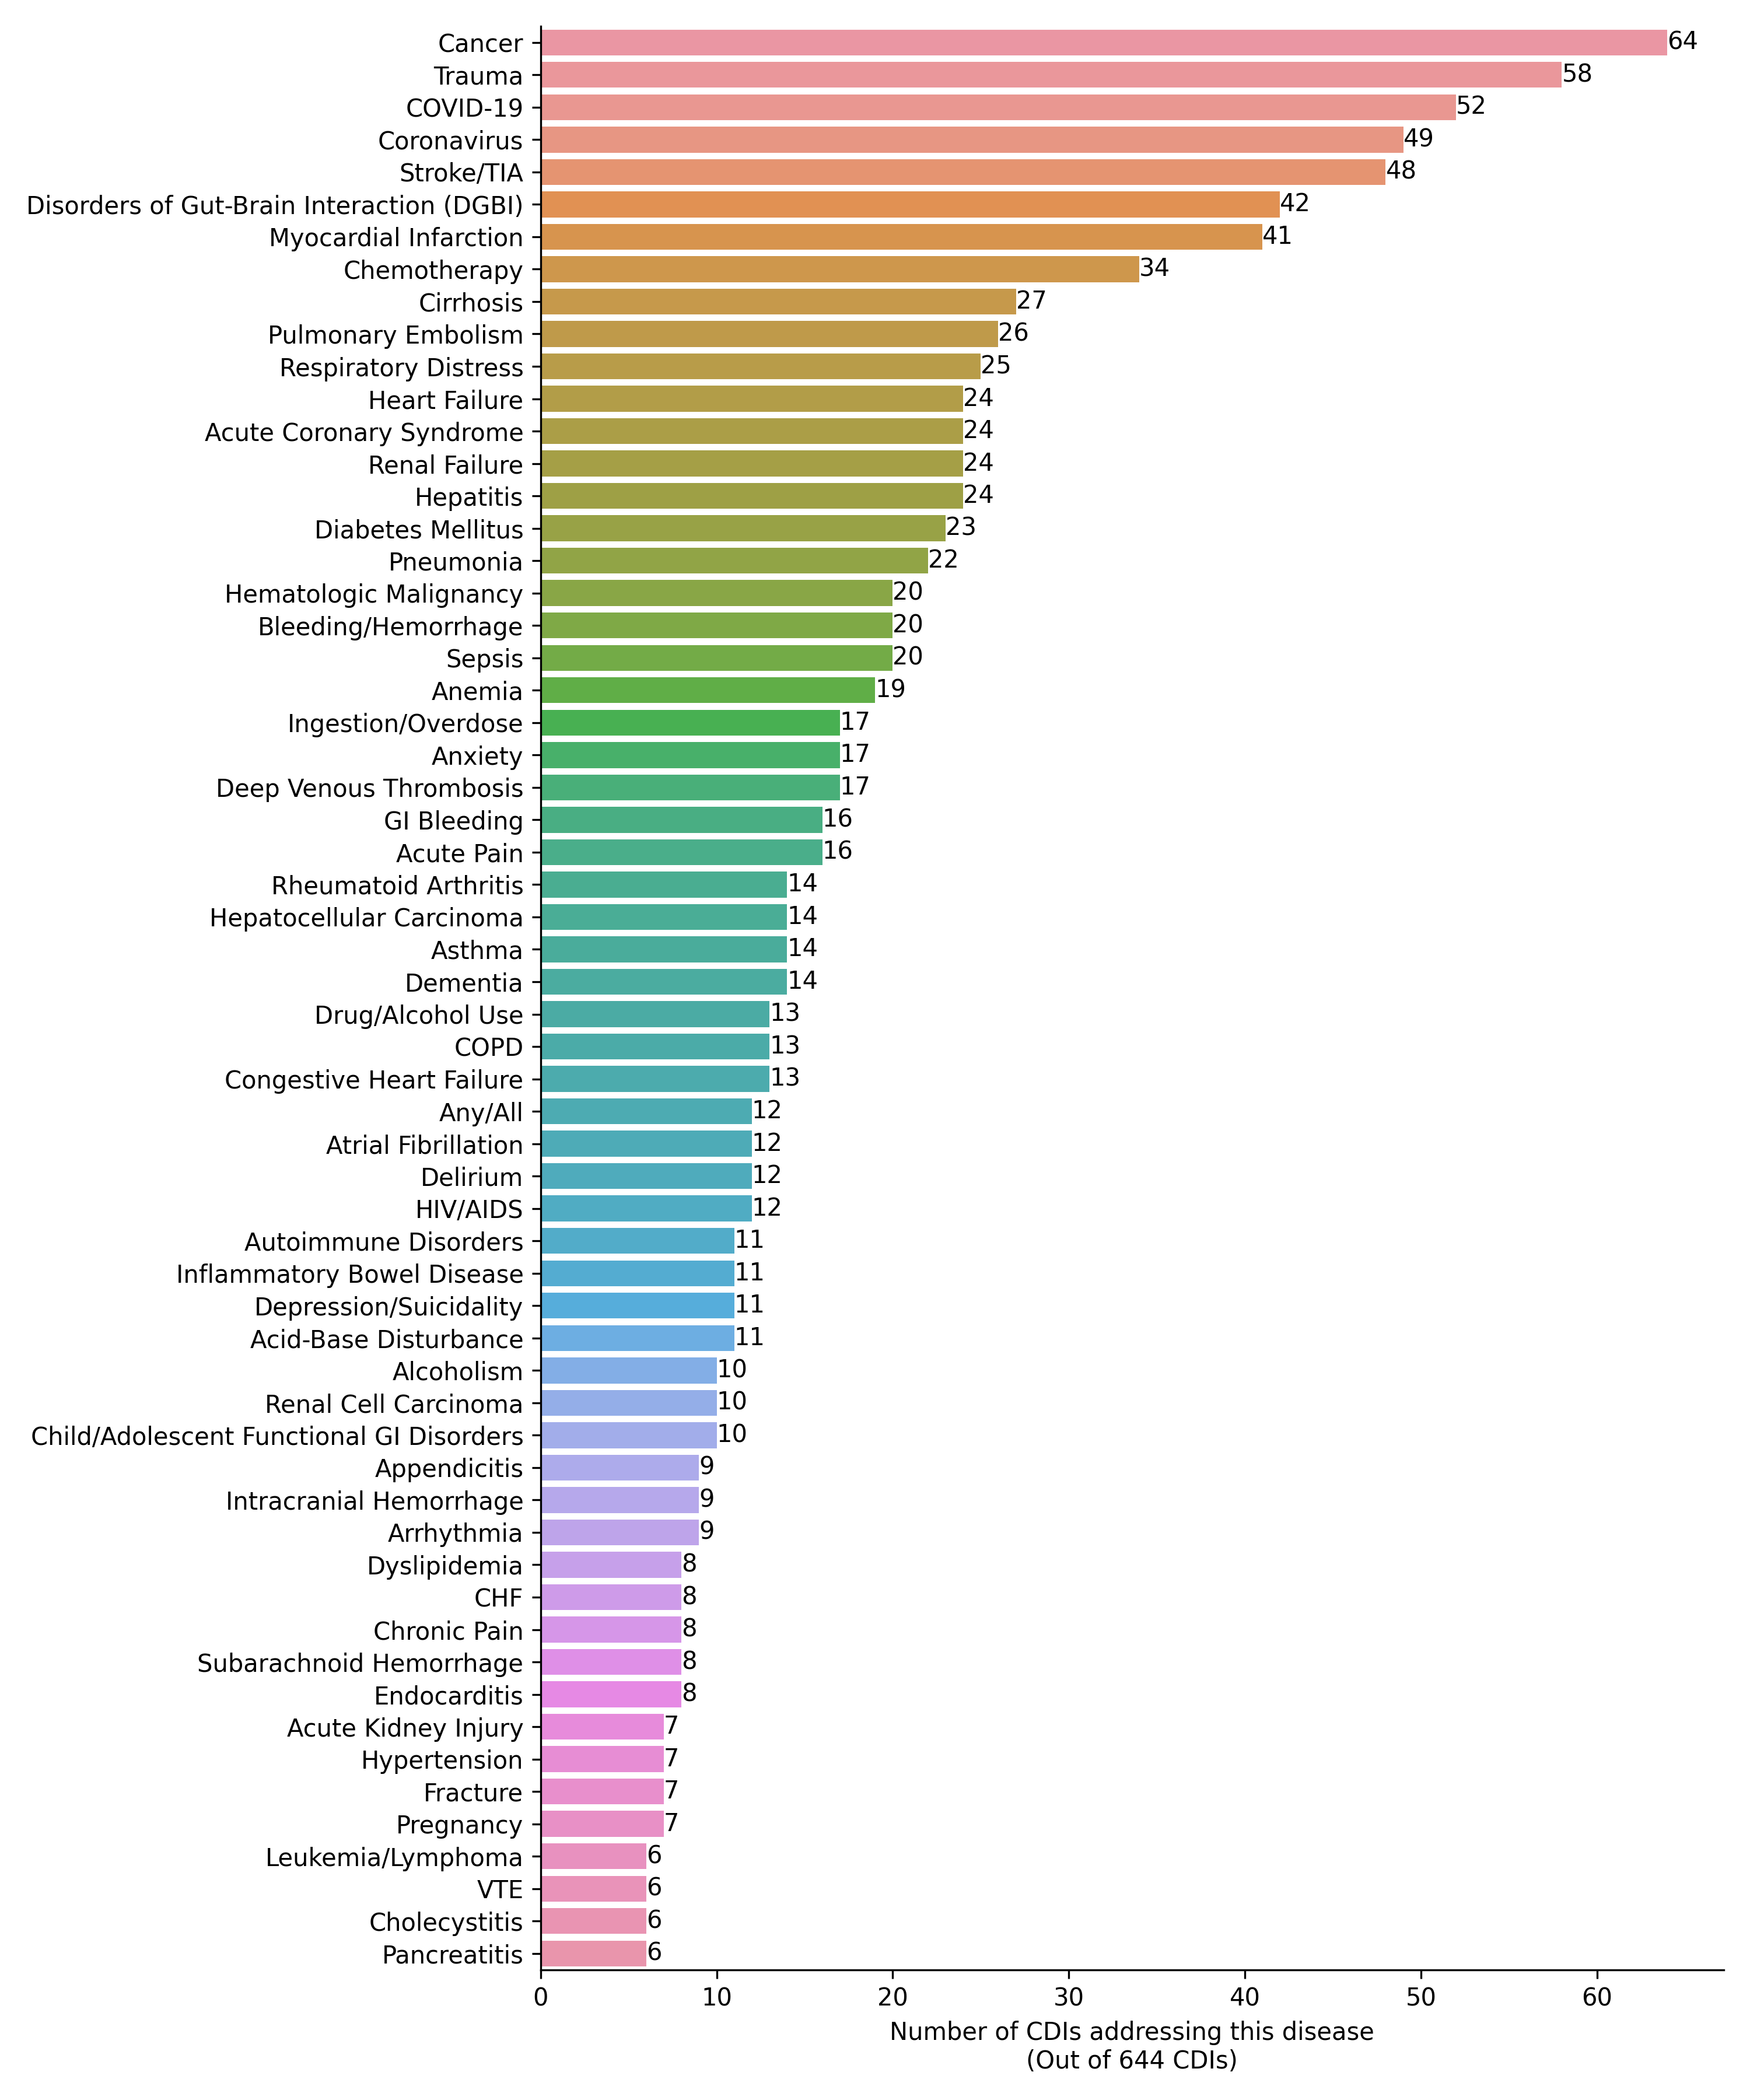 Cancer 64
Trauma 58
COVID-19 52
Coronavirus 49
Stroke/TIA 48
Disorders of Gut-Brain Interaction (DGBI) 42
Myocardial Infarction 41
Chemotherapy 34
Cirrhosis 27
Pulmonary Embolism 26
Respiratory Distress 25
Heart Failure 24
Acute Coronary Syndrome 24
Renal Failure 24
Hepatitis 24
Diabetes Mellitus 23
Pneumonia 22
Hematologic Malignancy 20
Bleeding/Hemorrhage 20
Sepsis 20
Anemia 19
Ingestion/Overdose 17
Anxiety 17
Deep Venous Thrombosis 17
GI Bleeding 16
Acute Pain 16
Rheumatoid Arthritis 14
Hepatocellular Carcinoma 14
Asthma 14
Dementia 14
Drug/Alcohol Use 13
COPD 13
Congestive Heart Failure 13
Any/All 12
Atrial Fibrillation 12
Delirium 12
HIV/AIDS 12
Autoimmune Disorders 11
Inflammatory Bowel Disease 11
Depression/Suicidality 11
Acid-Base Disturbance 11
Alcoholism 10
Renal Cell Carcinoma 10
Child/Adolescent Functional GI Disorders 10
Appendicitis 9
Intracranial Hemorrhage 9
Arrhythmia 9
Dyslipidemia 8
CHF 8
Chronic Pain 8
Subarachnoid Hemorrhage 8
Endocarditis 8
Acute Kidney Injury 7
Hypertension 7
Fracture 7
Pregnancy 7
Leukemia/Lymphoma 6
VTE 6
Cholecystitis 6
Pancreatitis 6
0 10 20 30 40 50 60
Number of CDIs addressing this disease
(Out of 644 CDIs)